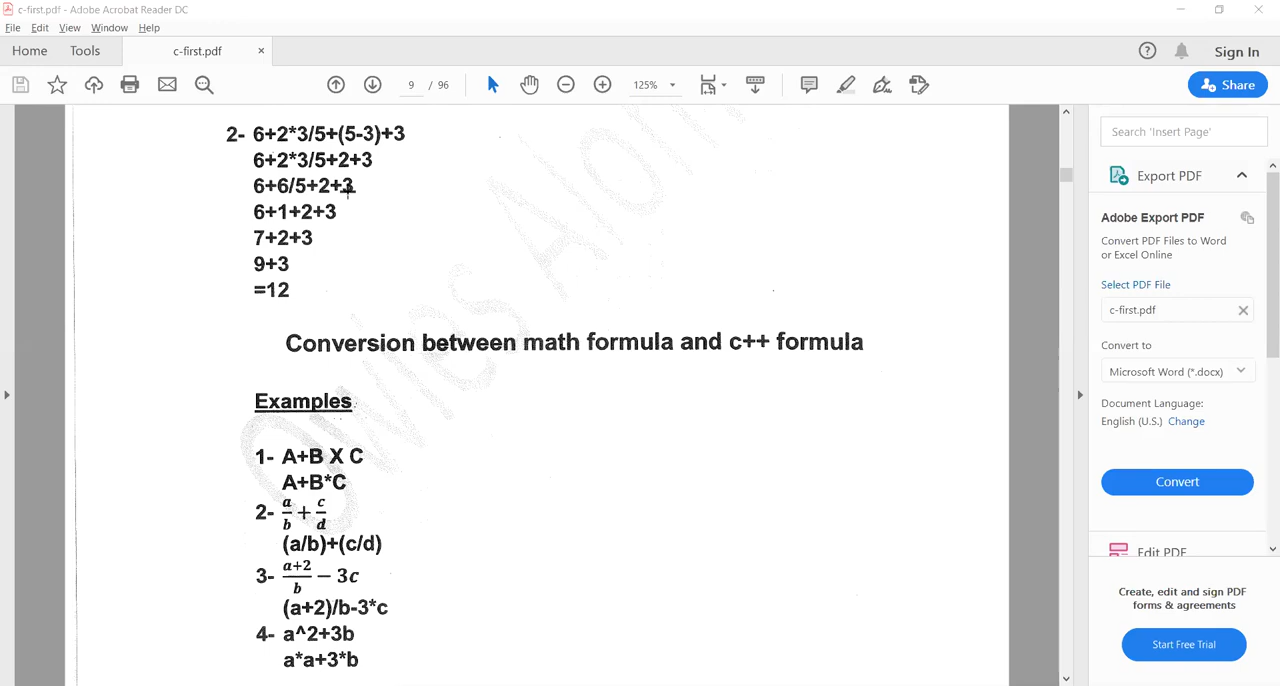 c-first.pdf - Adobe Acrobat Reader DC
File Edit View Window Help
Home Tools c-first.pdf × Sign In
9 / 96 125% Share
2- 6+2*3/5+(5-3)+3
6+2*3/5+2+3
6+6/5+2+3
6+1+2+3
7+2+3
9+3
=12
Conversion between math formula and c++ formula
Examples
1- A+B X C
A+B*C
2- a/b + c/d
(a/b)+(c/d)
3- a+2/b − 3c
(a+2)/b-3*c
4- a^2+3b
a*a+3*b
Search 'Insert Page'
Export PDF
Adobe Export PDF
Convert PDF Files to Word
or Excel Online
Select PDF File
c-first.pdf
Convert to
Microsoft Word (*.docx)
Document Language:
English (U.S.) Change
Convert
Edit PDF
Create, edit and sign PDF
forms & agreements
Start Free Trial